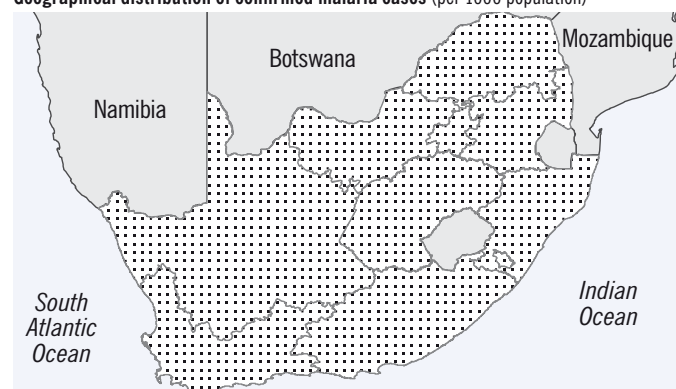 Geographical distribution of confirmed malaria cases (per 1000 population)
Mozambique
Botswana
Namibia
South
Atlantic
Ocean
Indian
Ocean